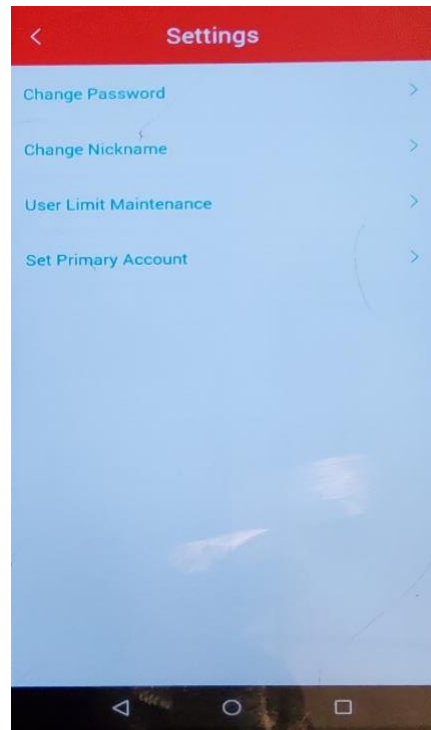 Settings
Change Password
Change Nickname
User Limit Maintenance
Set Primary Account